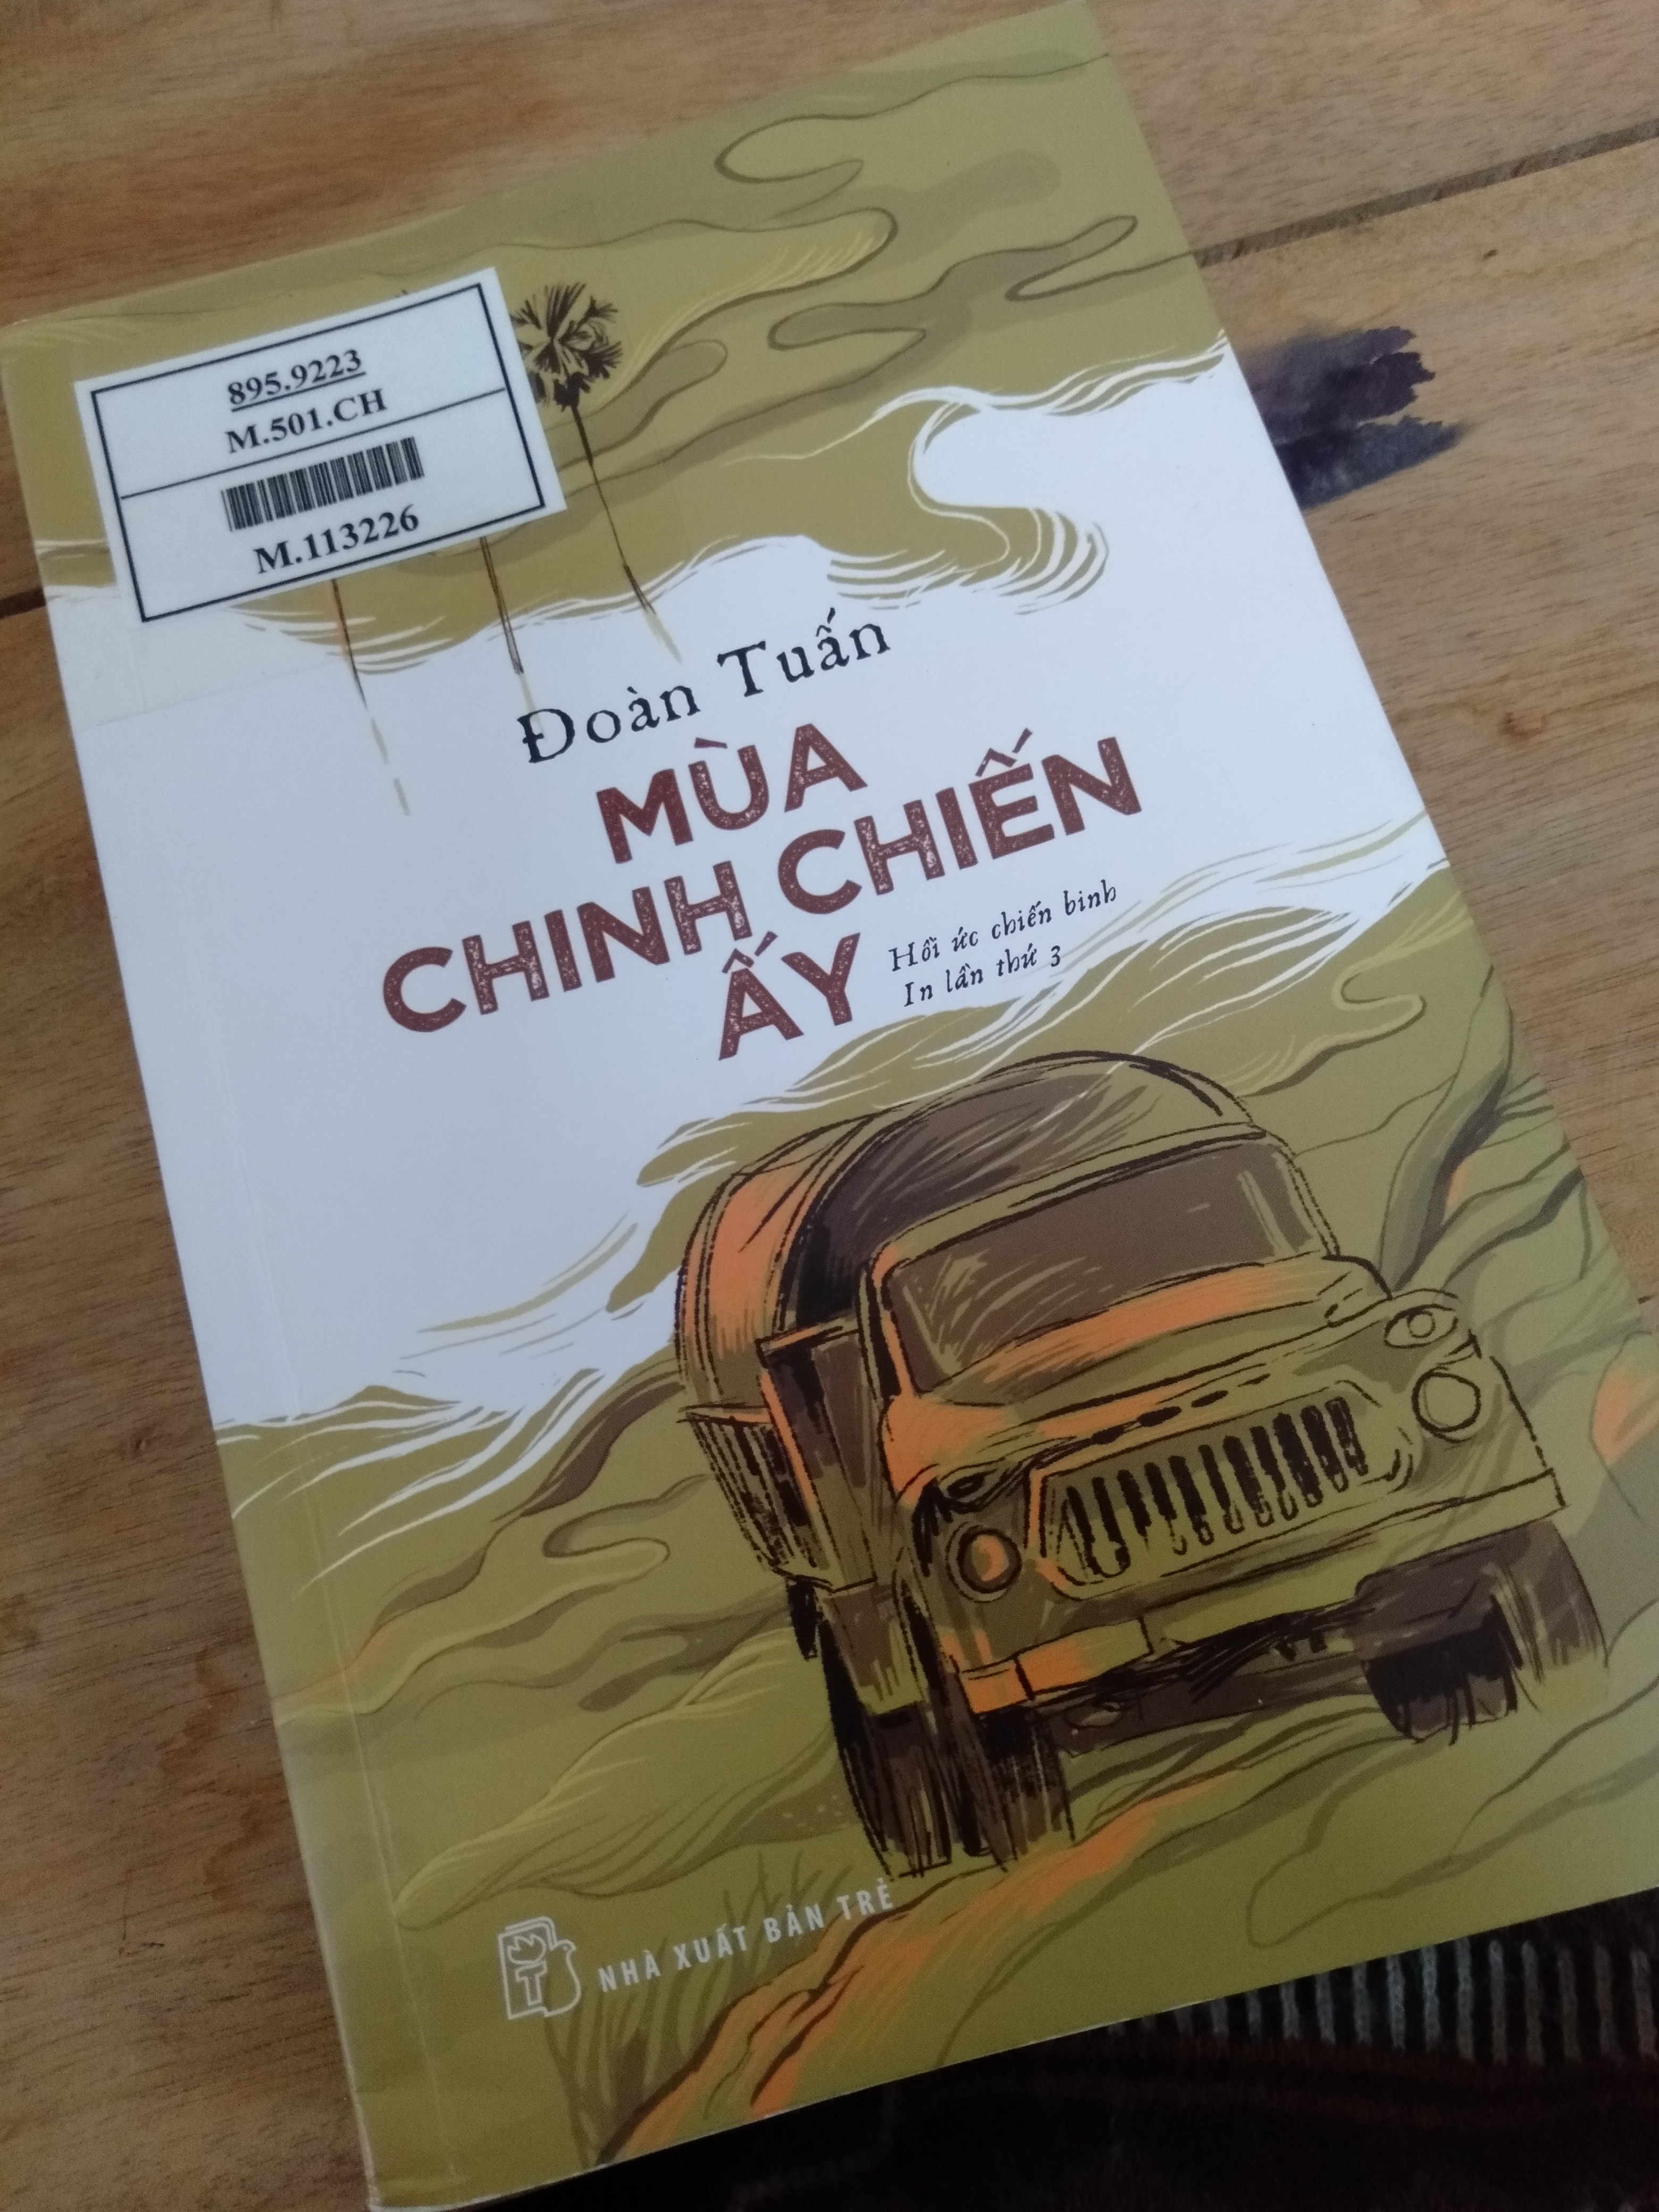 895.9223
M.501.CH
M.113226
Đoàn Tuấn
MÙA
CHINH CHIẾN
ẤY
Hồi ức chiến binh
In lần thứ 3
NHÀ XUẤT BẢN TRẺ